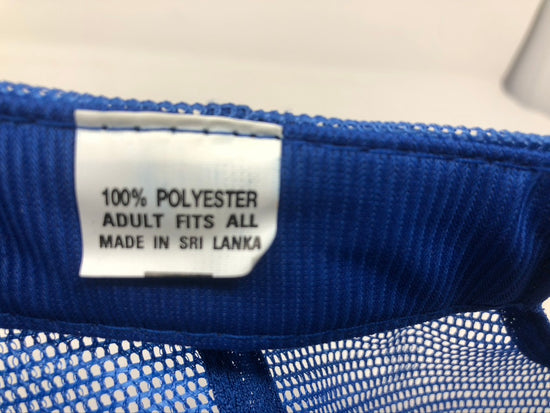 100% POLYESTER
ADULT FITS ALL
MADE IN SRI LANKA